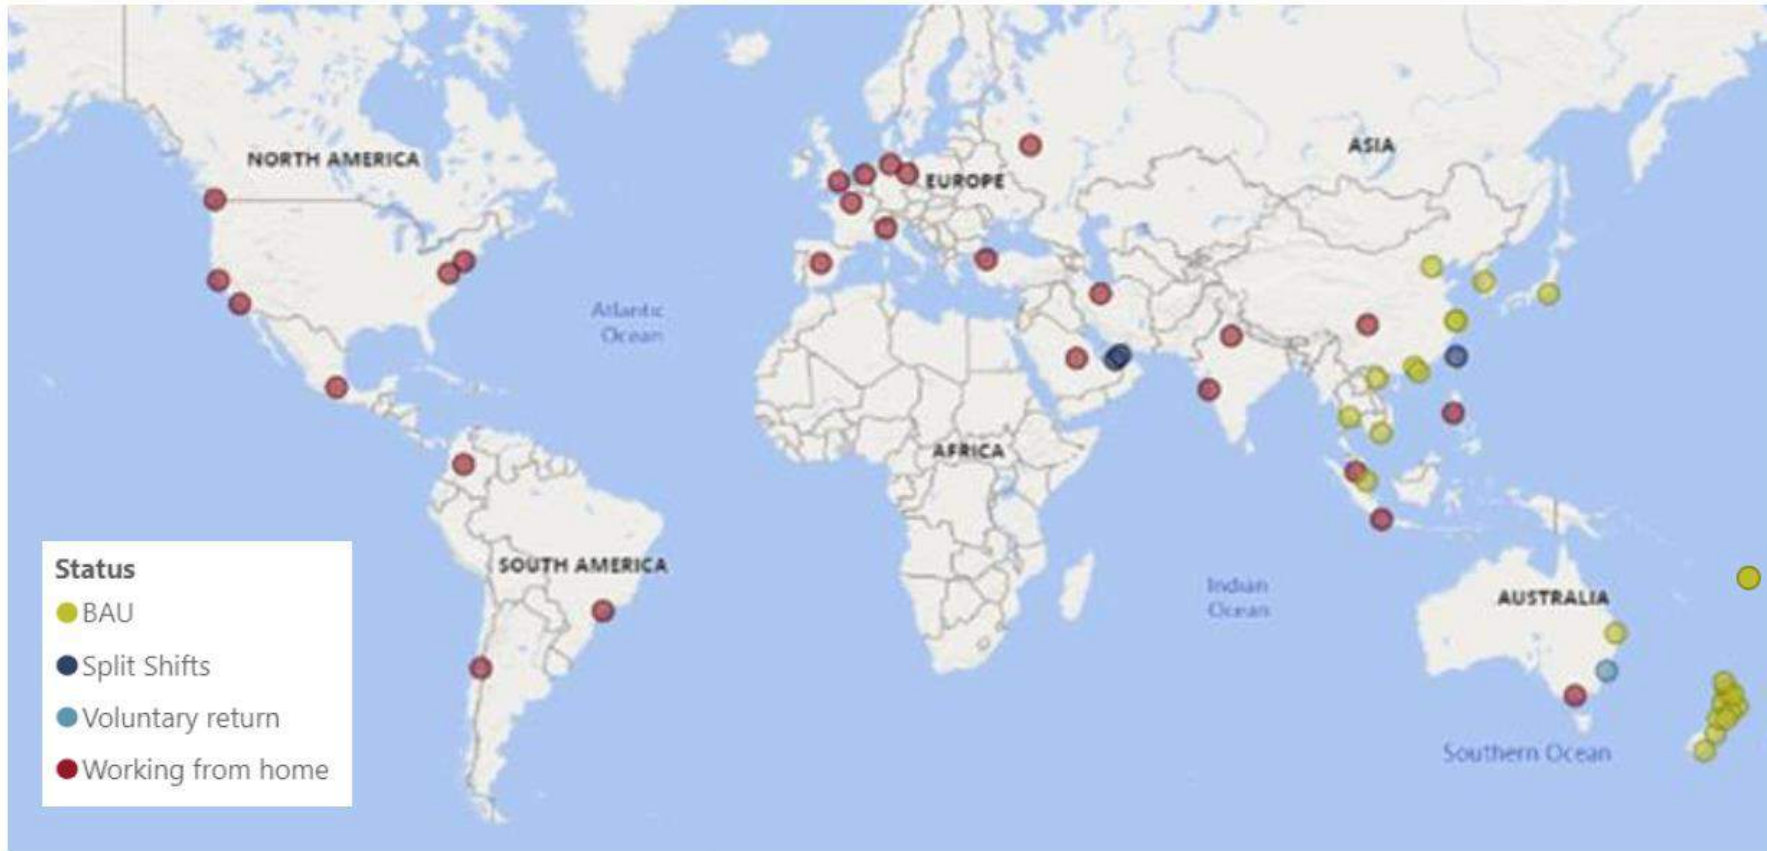 NORTH AMERICA
ASIA
EUROPE
Atlantic
Ocean
AFRICA
SOUTH AMERICA
Indian
Ocean
AUSTRALIA
Southern Ocean
Status
BAU
Split Shifts
Voluntary return
Working from home